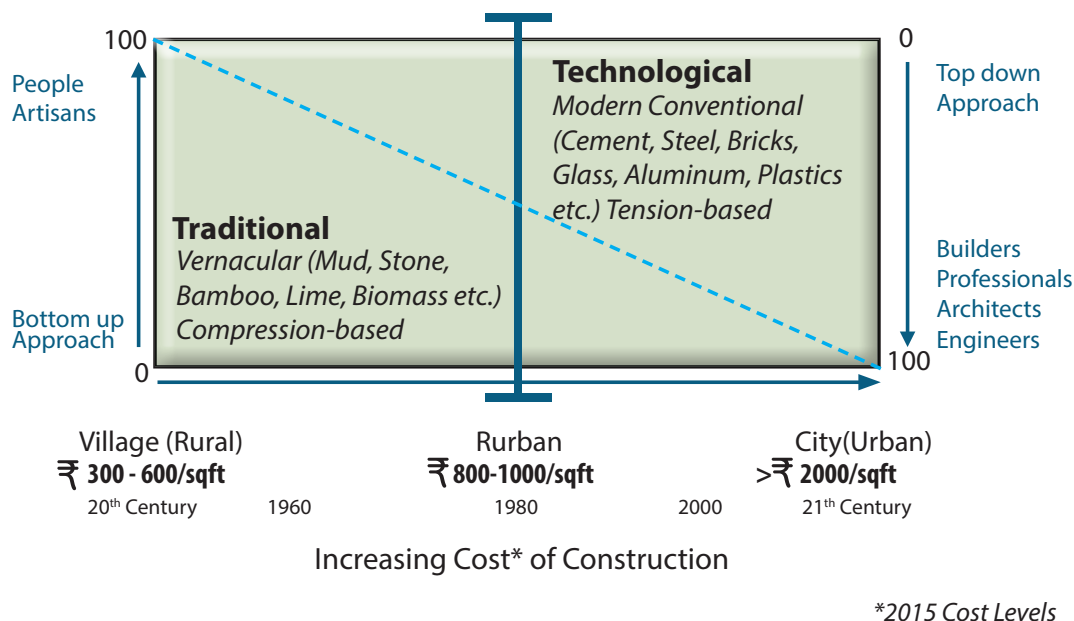 100
0
People
Artisans
Technological
Modern Conventional
(Cement, Steel, Bricks,
Glass, Aluminum, Plastics
etc.) Tension-based
Top down
Approach
Traditional
Vernacular (Mud, Stone,
Bamboo, Lime, Biomass etc.)
Compression-based
Builders
Professionals
Architects
Engineers
Bottom up
Approach
0
100
Village (Rural)
₹ 300 - 600/sqft
Rurban
₹ 800-1000/sqft
City(Urban)
>₹ 2000/sqft
20th Century 1960 1980 2000 21th Century
Increasing Cost* of Construction
*2015 Cost Levels